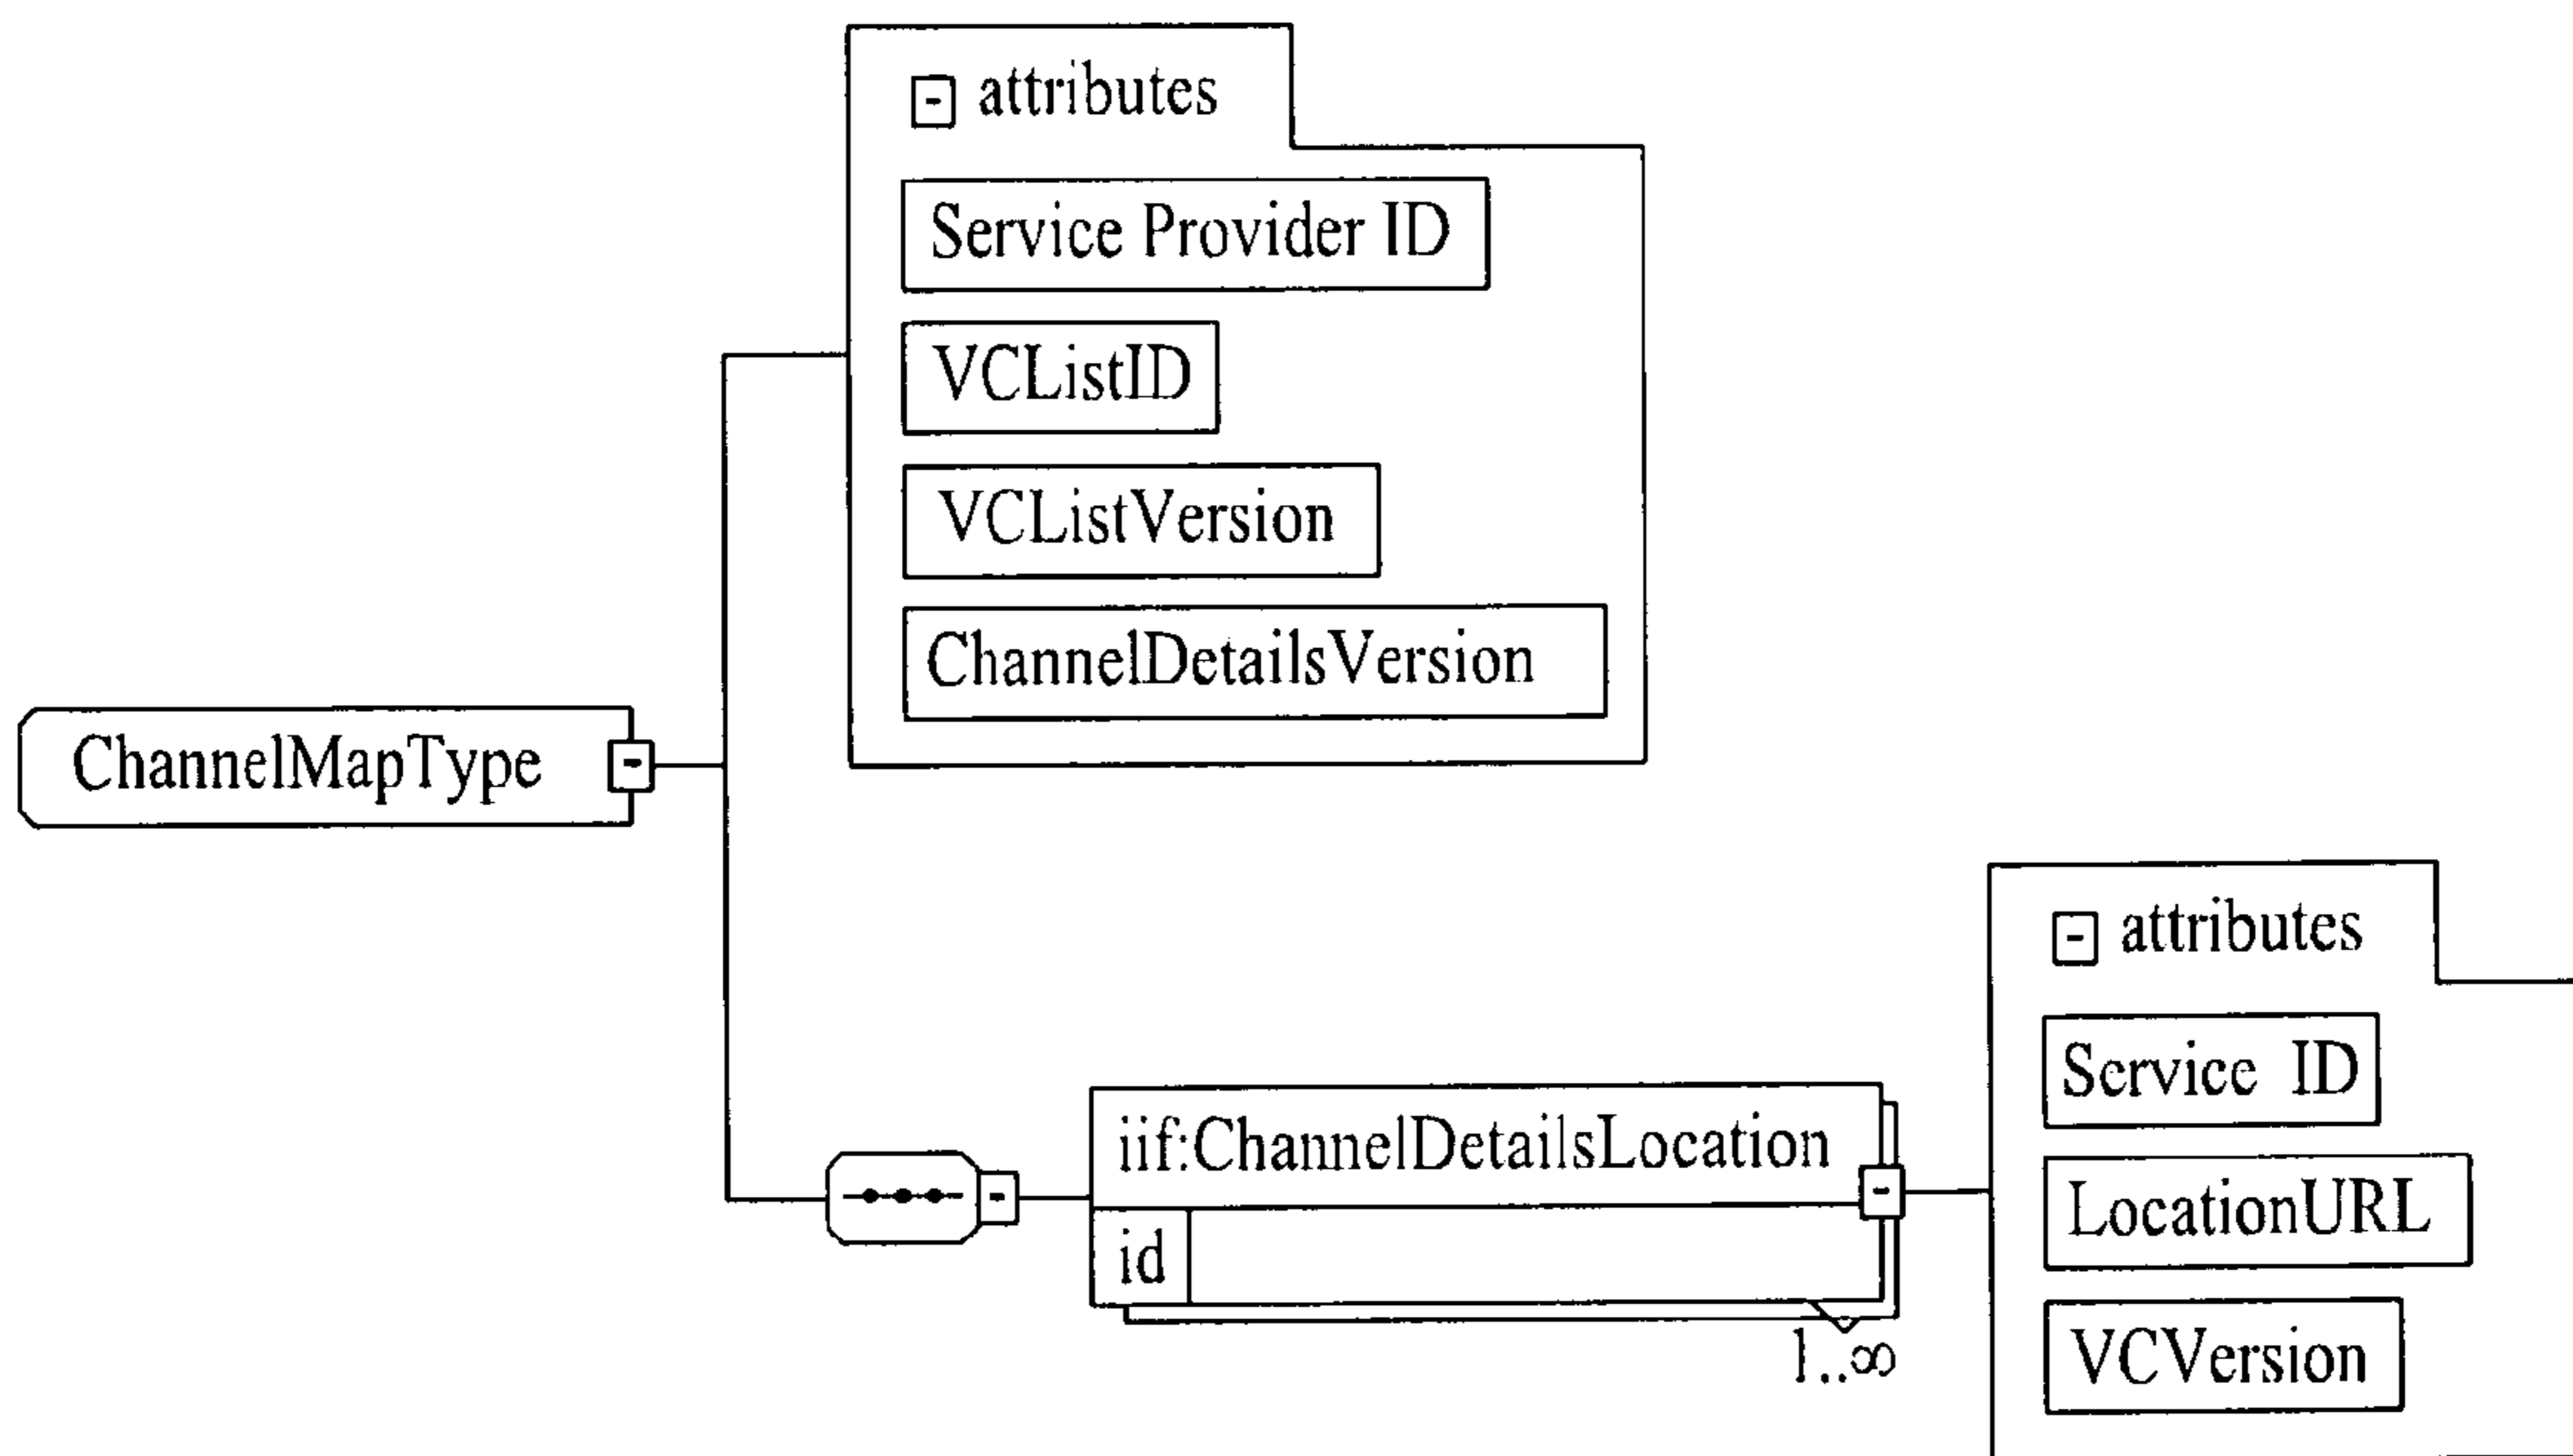 attributes
Service Provider ID
VCListID
VCListVersion
ChannelDetailsVersion
ChannelMapType
attributes
Service ID
LocationURL
VCVersion
iif:ChannelDetailsLocation
id
1..∞